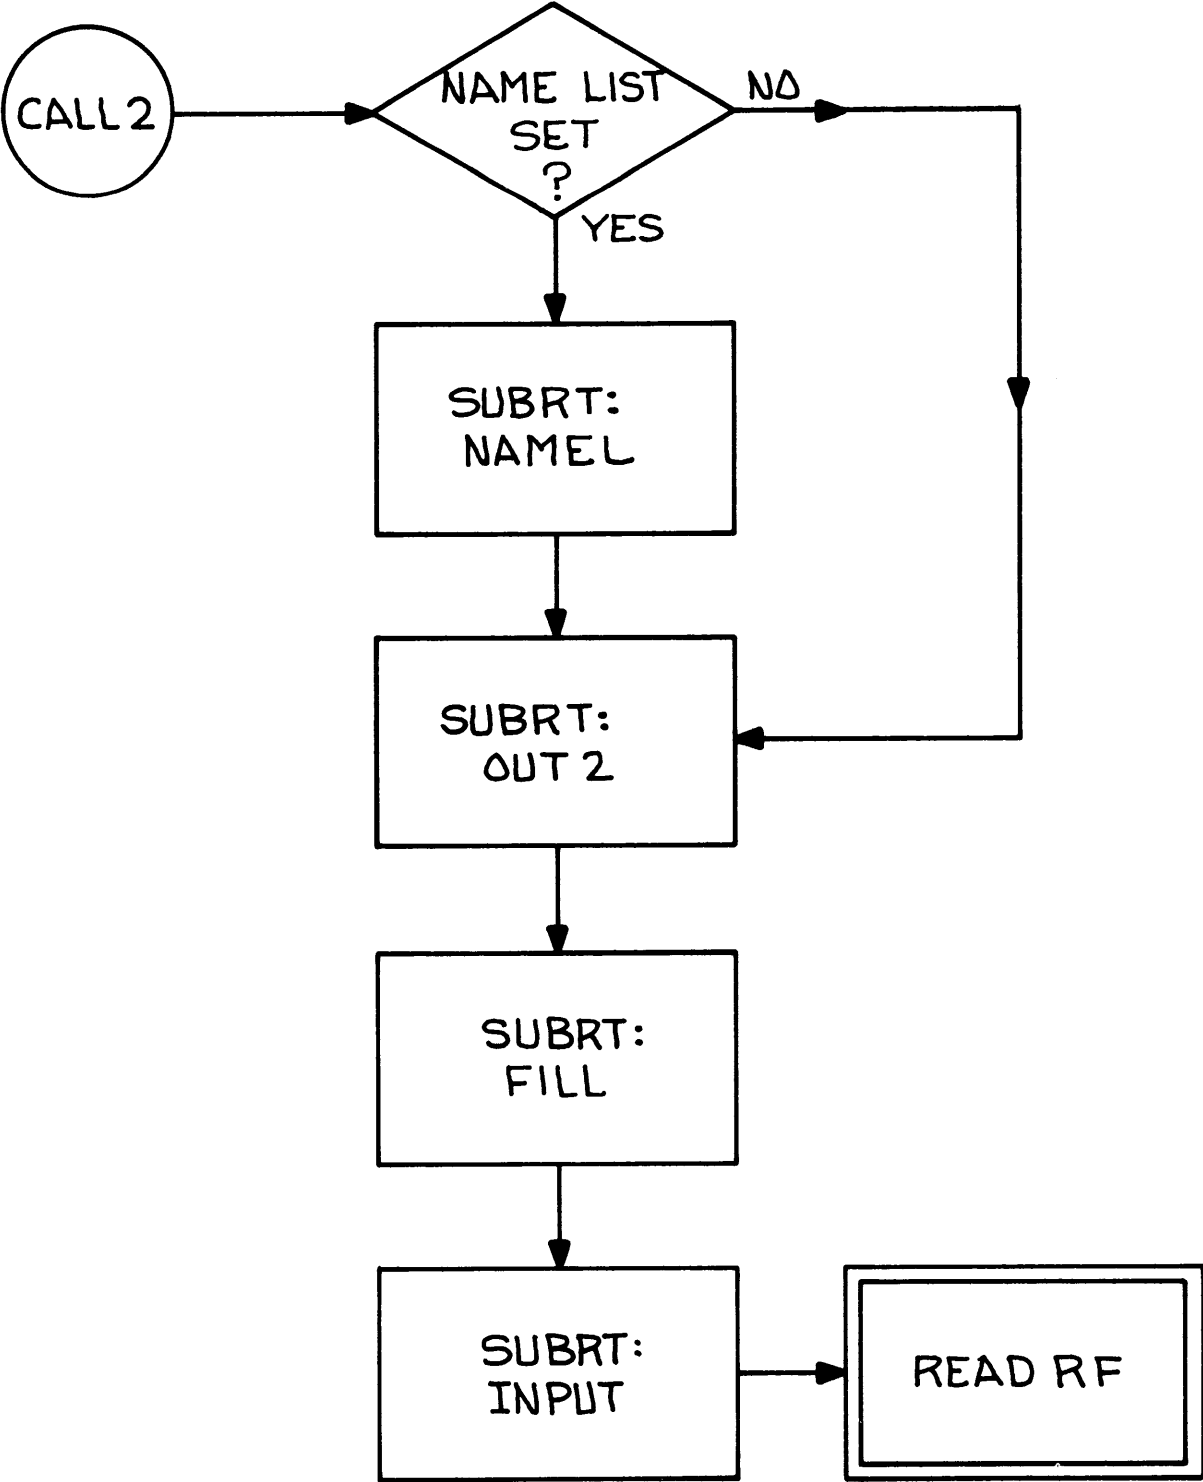 CALL 2
NAME LIST
SET
?
NO
YES
SUBRT:
NAMEL
SUBRT:
OUT 2
SUBRT:
FILL
SUBRT:
INPUT
READ RF